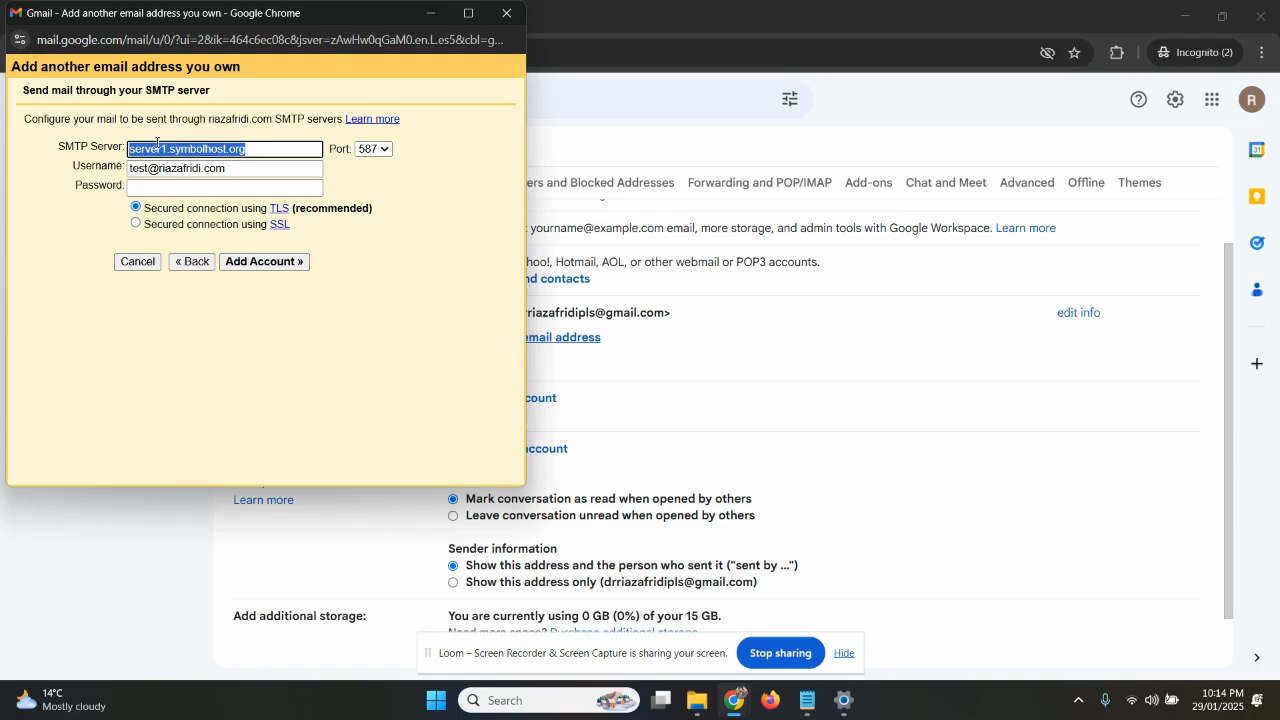 Gmail - Add another email address you own - Google Chrome
mail.google.com/mail/u/0/?ui=2&ik=464c6ec08c&jsver=zAwHw0qGaM0.en.l.es5&cbl=g...
Incognito (2)
Add another email address you own
Send mail through your SMTP server
Configure your mail to be sent through riazafridi.com SMTP servers Learn more
SMTP Server: server1.symbolhost.org Port: 587
Username: test@riazafridi.com
Password:
Secured connection using TLS (recommended)
Secured connection using SSL
Cancel « Back Add Account »
R
ers and Blocked Addresses Forwarding and POP/IMAP Add-ons Chat and Meet Advanced Offline Themes
yourname@example.com email, more storage, and admin tools with Google Workspace. Learn more
hoo!, Hotmail, AOL, or other webmail or POP3 accounts.
nd contacts
rriazafridipls@gmail.com> edit info
email address
count
account
Learn more
Mark conversation as read when opened by others
Leave conversation unread when opened by others
Sender information
Show this address and the person who sent it ("sent by ...")
Show this address only (drriazafridipls@gmail.com)
Add additional storage: You are currently using 0 GB (0%) of your 15 GB.
Need more space? Purchase additional storage
Loom – Screen Recorder & Screen Capture is sharing your screen. Stop sharing Hide
31
14°C
Mostly cloudy
Search
10:14 PM
29/01/2025